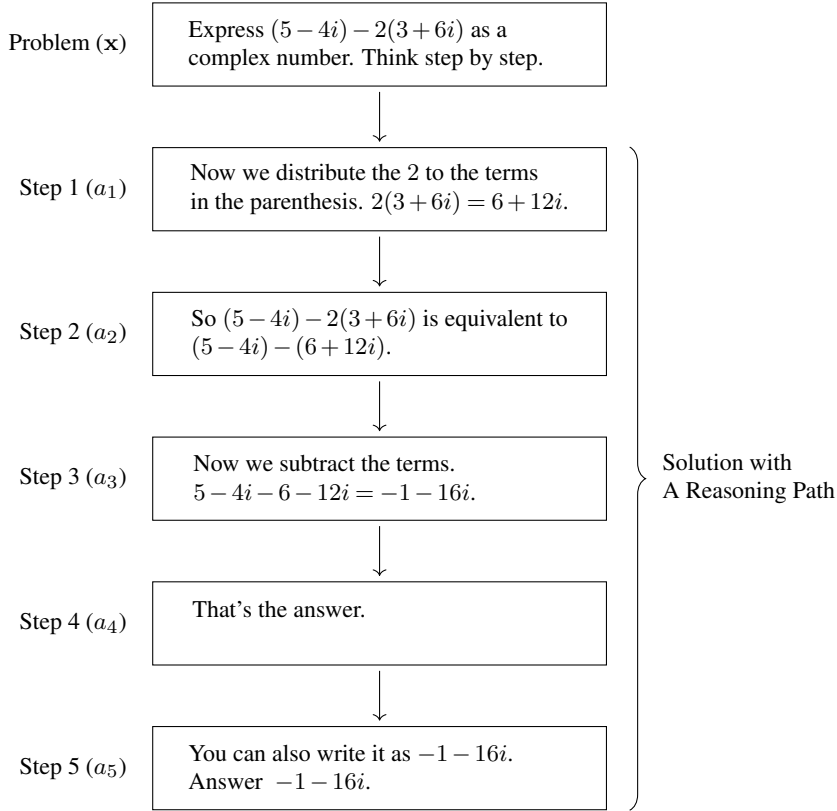 Problem (x)
Express (5 − 4i) − 2(3 + 6i) as a
complex number. Think step by step.
Step 1 (a₁)
Now we distribute the 2 to the terms
in the parenthesis. 2(3 + 6i) = 6 + 12i.
Step 2 (a₂)
So (5 − 4i) − 2(3 + 6i) is equivalent to
(5 − 4i) − (6 + 12i).
Step 3 (a₃)
Now we subtract the terms.
5 − 4i − 6 − 12i = −1 − 16i.
Solution with
A Reasoning Path
Step 4 (a₄)
That's the answer.
Step 5 (a₅)
You can also write it as −1 − 16i.
Answer −1 − 16i.